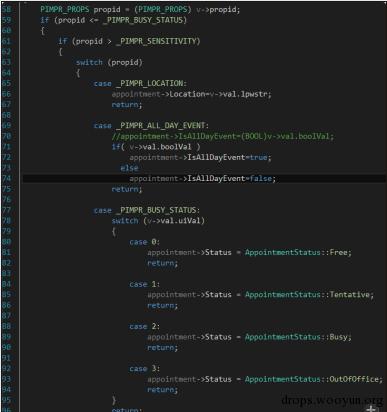 58 PIMPR_PROPS propid = (PIMPR_PROPS) v->propid;
59 if (propid <= _PIMPR_BUSY_STATUS)
60 {
61 if (propid > _PIMPR_SENSITIVITY)
62 {
63 switch (propid)
64 {
65 case _PIMPR_LOCATION:
66 appointment->Location=v->val.lpwstr;
67 return;
68
69 case _PIMPR_ALL_DAY_EVENT:
70 //appointment->IsAllDayEvent=(BOOL)v->val.boolVal;
71 if( v->val.boolVal )
72 appointment->IsAllDayEvent=true;
73 else
74 appointment->IsAllDayEvent=false;
75 return;
76
77 case _PIMPR_BUSY_STATUS:
78 switch (v->val.uiVal)
79 {
80 case 0:
81 appointment->Status = AppointmentStatus::Free;
82 return;
83
84 case 1:
85 appointment->Status = AppointmentStatus::Tentative;
86 return;
87
88 case 2:
89 appointment->Status = AppointmentStatus::Busy;
90 return;
91
92 case 3:
93 appointment->Status = AppointmentStatus::OutOfOffice;
94 return;
95 }
96 return;
drops.wooyun.org